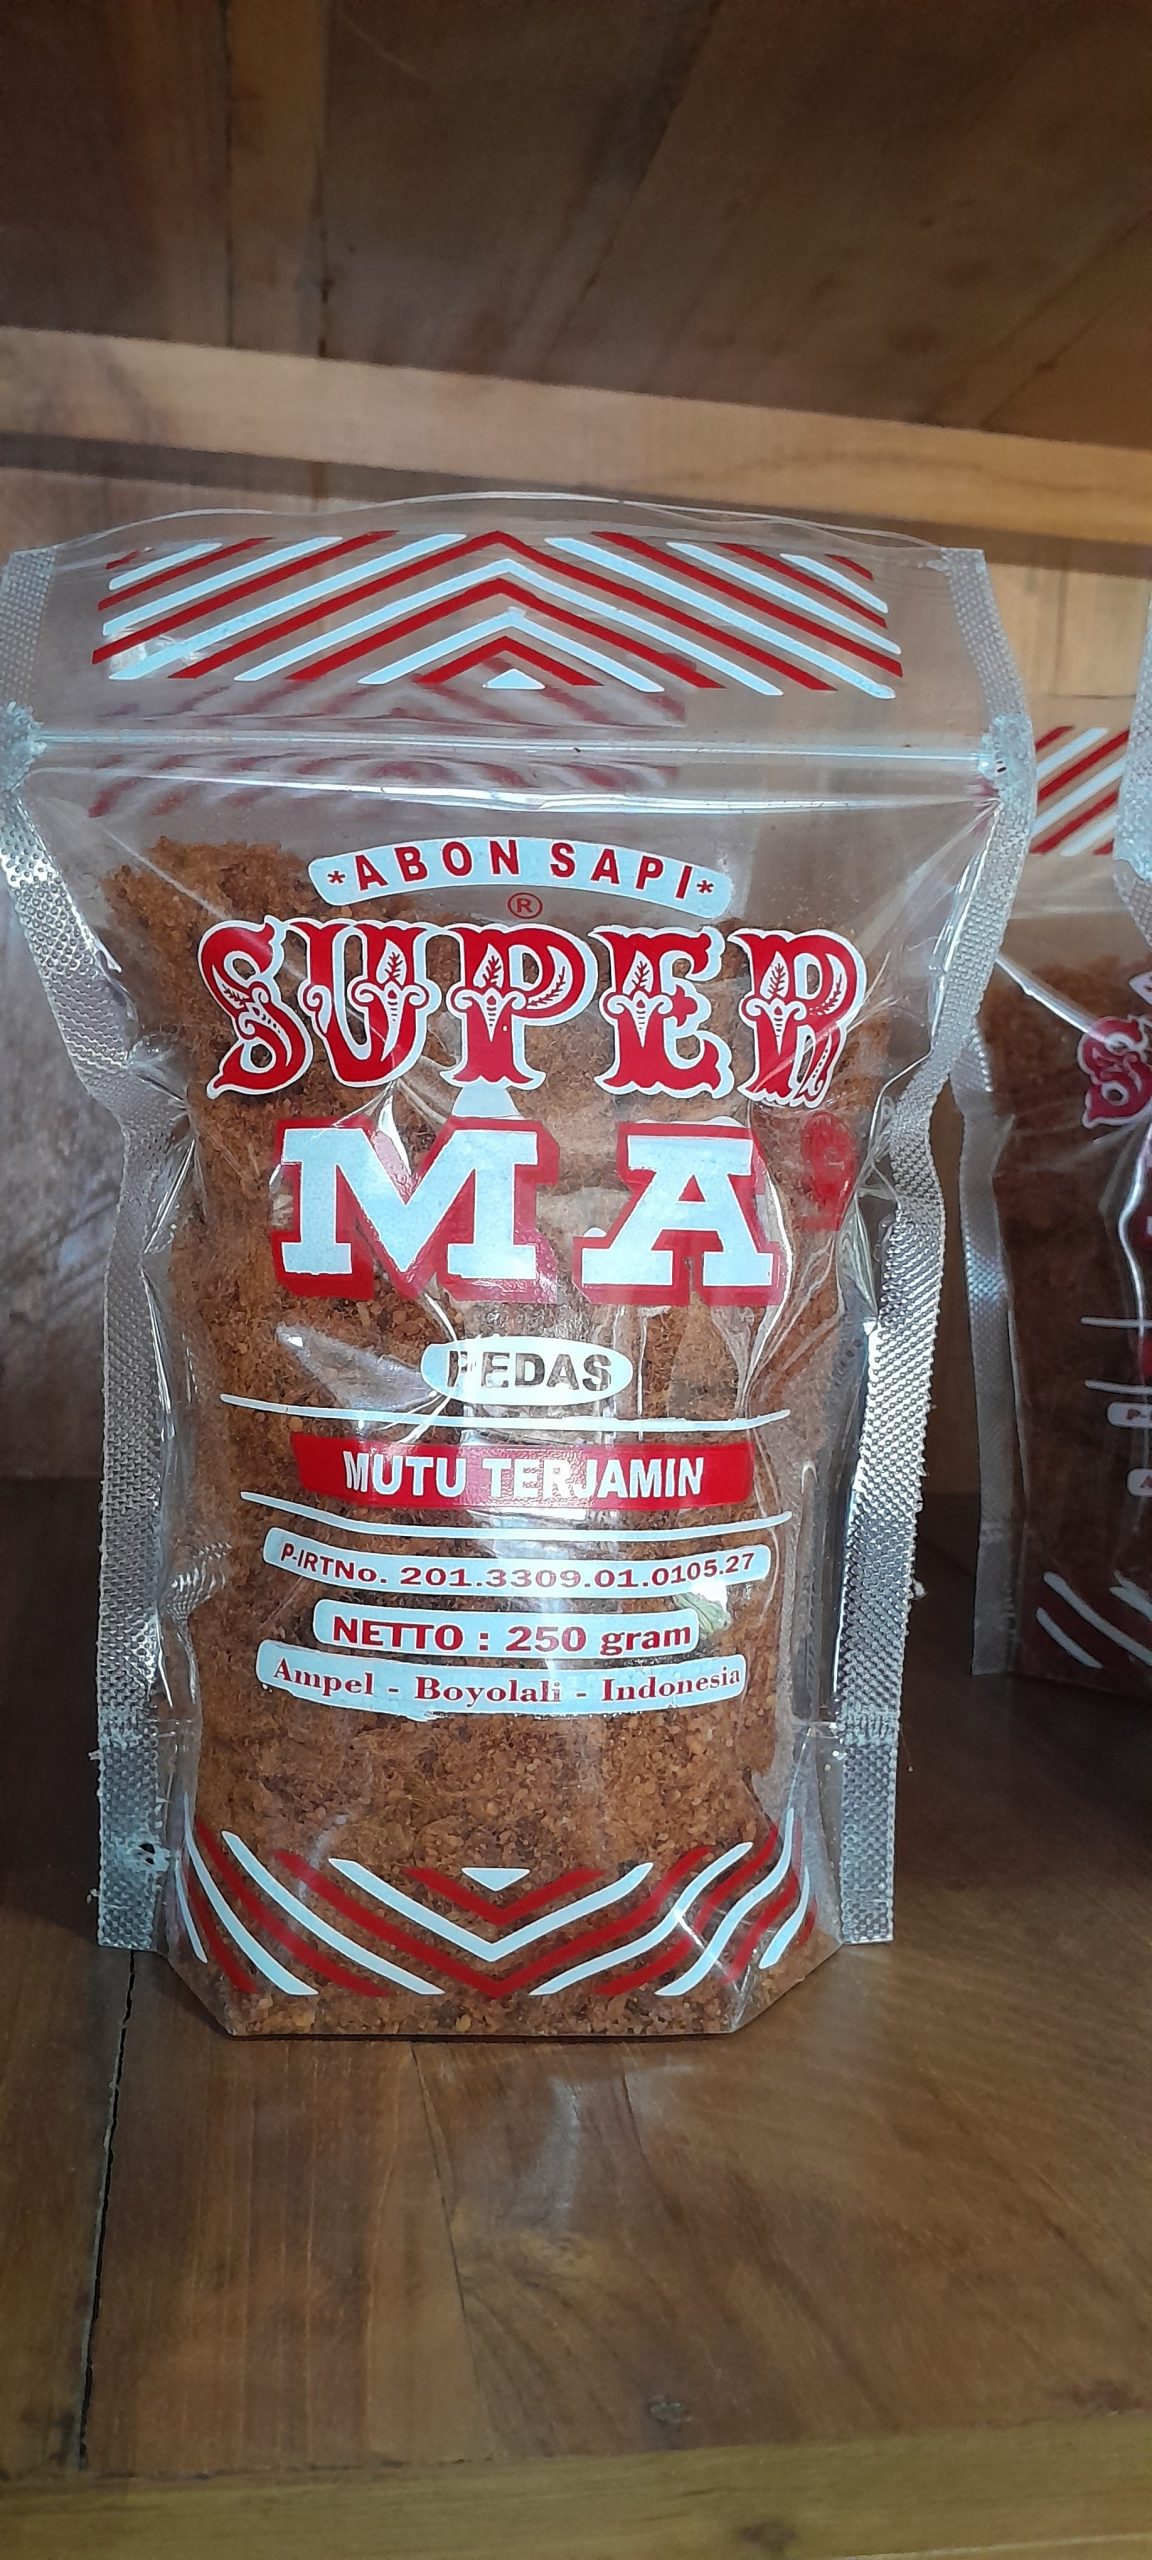 *ABON SAPI*
®
SUPER
MA
PEDAS
MUTU TERJAMIN
P-IRTNo. 201.3309.01.0105.27
NETTO : 250 gram
Ampel - Boyolali - Indonesia